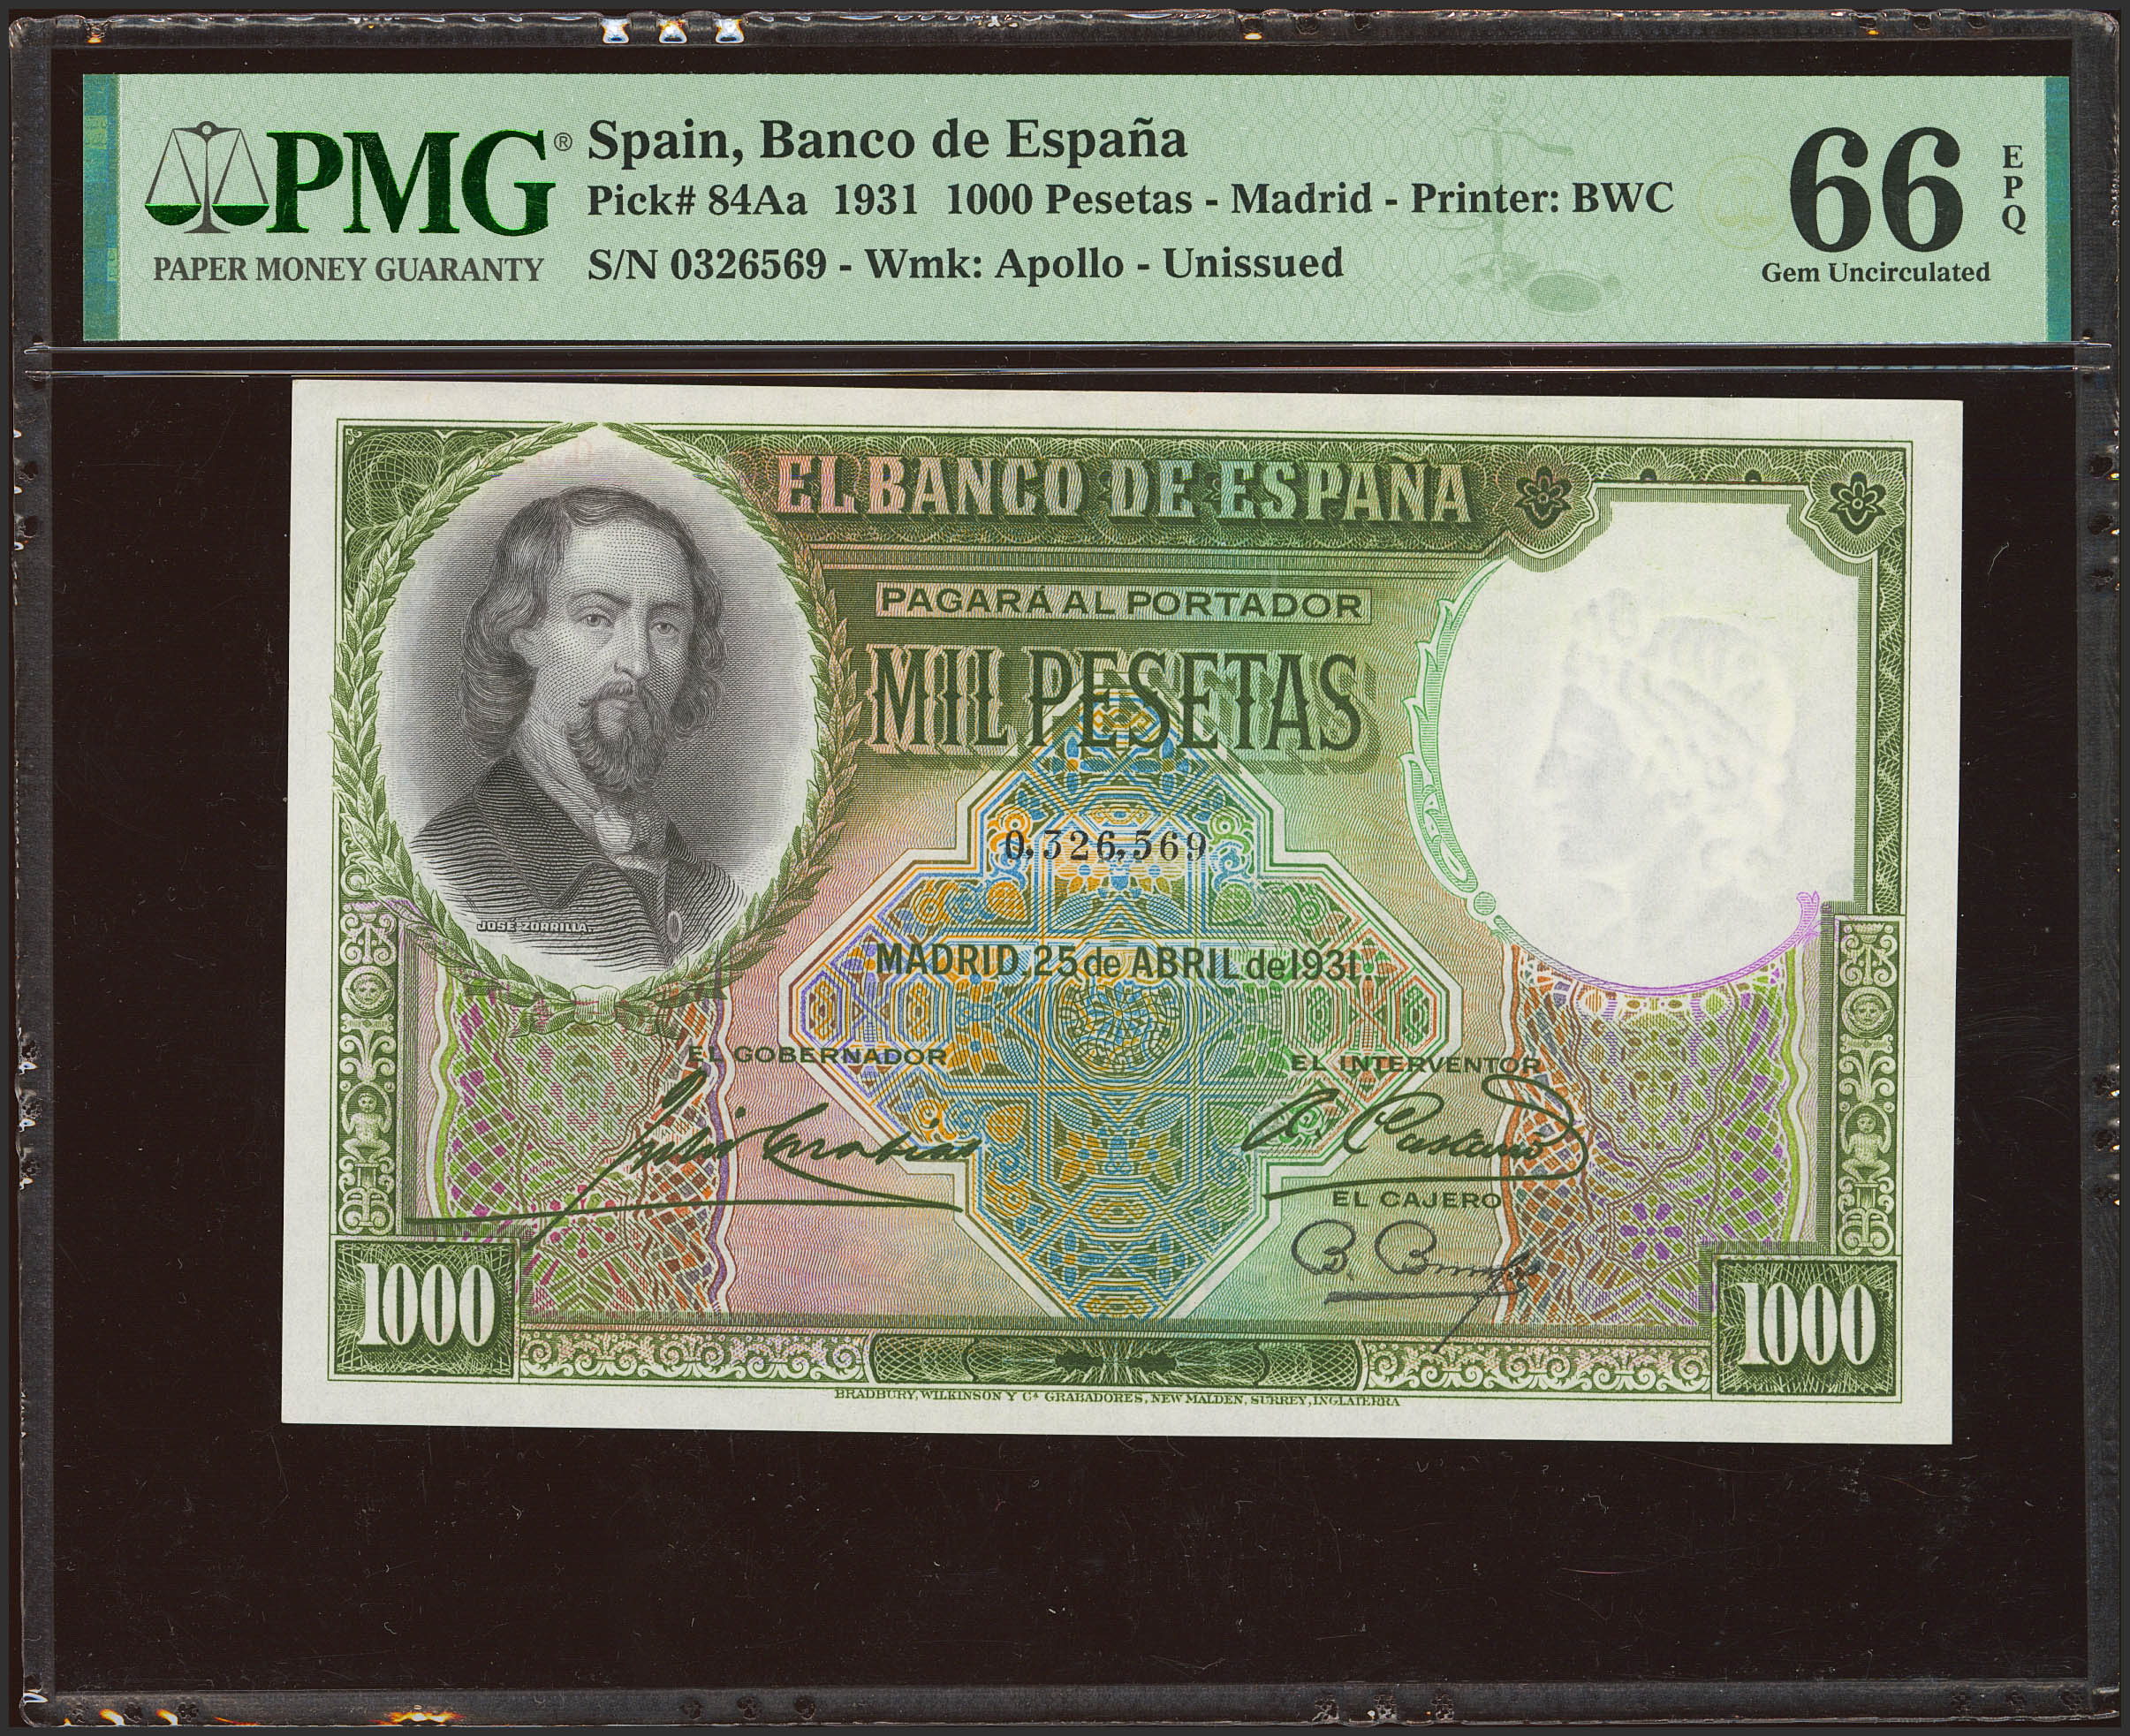 PMG®
PAPER MONEY GUARANTY
Spain, Banco de España
Pick# 84Aa 1931 1000 Pesetas - Madrid - Printer: BWC
S/N 0326569 - Wmk: Apollo - Unissued
66
EPQ
Gem Uncirculated
EL BANCO DE ESPAÑA
PAGARÁ AL PORTADOR
MIL PESETAS
0,326,569
JOSÉ ZORRILLA.
MADRID, 25 de ABRIL de 1931.
EL GOBERNADOR
EL INTERVENTOR
EL CAJERO
1000
1000
BRADBURY, WILKINSON Y Cª GRABADORES, NEW MALDEN, SURREY, INGLATERRA